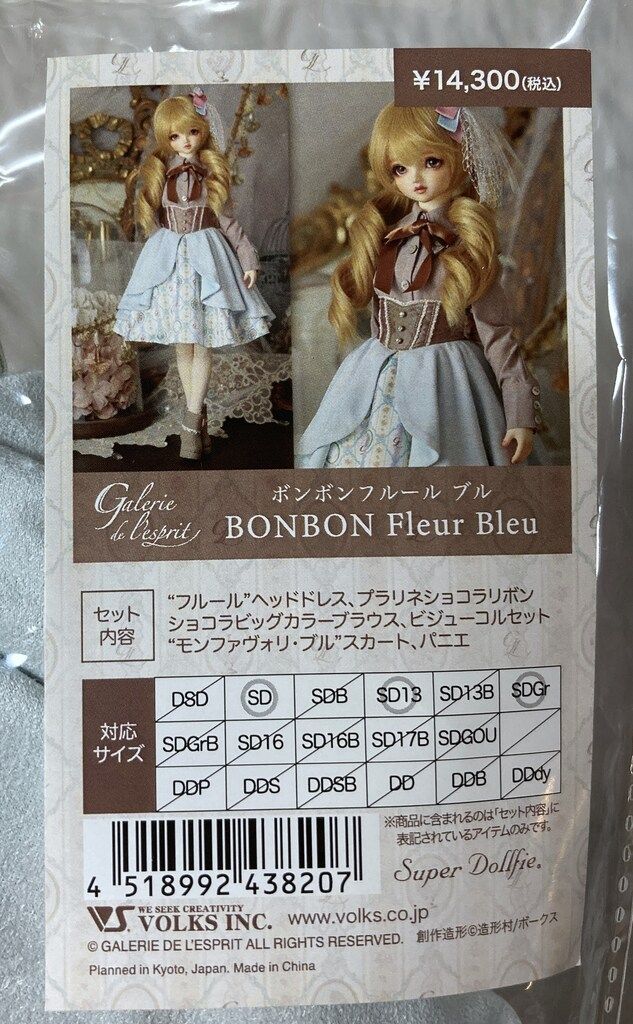 ¥14,300(税込)
Galerie
de l'esprit
ボンボンフルール ブル
BONBON Fleur Bleu
セット
内容
“フルール”ヘッドドレス、プラリネショコラリボン
ショコラビッグカラーブラウス、ビジューコルセット
“モンファヴォリ・ブル”スカート、パニエ
対応
サイズ
DSD SD SDB SD13 SD13B SDGr
SDGrB SD16 SD16B SD17B SDGOU
DDP DDS DDSB DD DDB DDdy
※商品に含まれるのは「セット内容」に
表記されているアイテムのみです。
4 518992 438207
Super Dollfie®
VS. WE SEEK CREATIVITY
VOLKS INC. www.volks.co.jp
© GALERIE DE L'ESPRIT ALL RIGHTS RESERVED. 創作造形©造形村/ボークス
Planned in Kyoto, Japan. Made in China